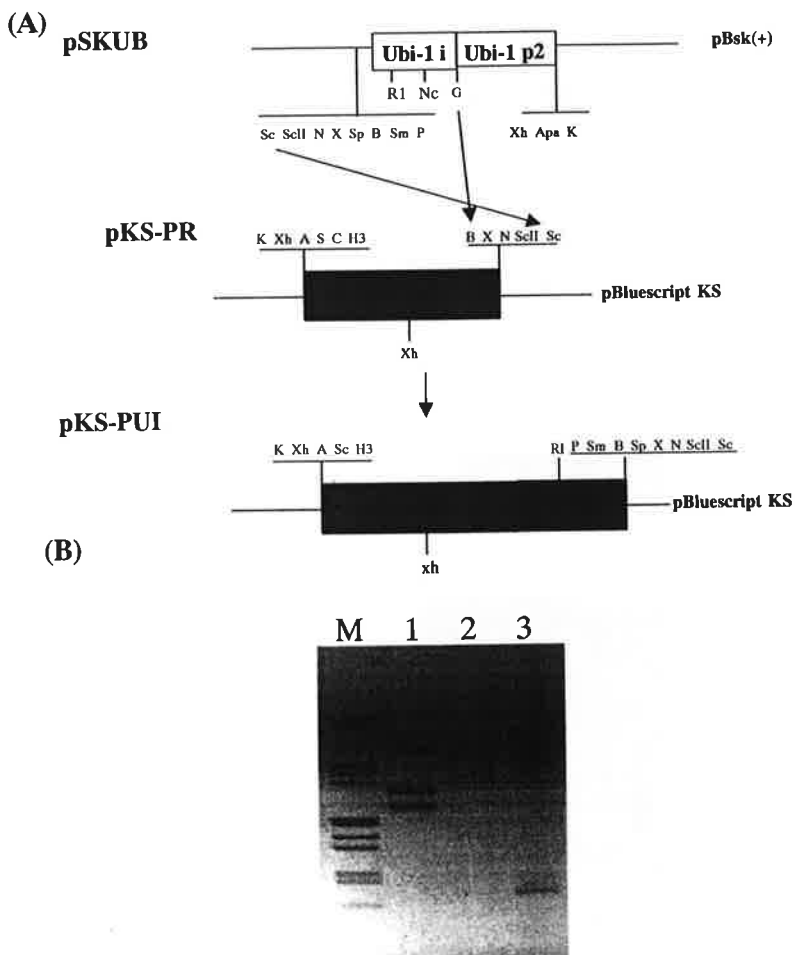 (A)
pSKUB
Ubi-1 i
Ubi-1 p2
pBsk(+)
R1 Nc G
Sc ScII N X Sp B Sm P
Xh Apa K
pKS-PR
K Xh A S C H3
B X N ScII Sc
pBluescript KS
Xh
pKS-PUI
K Xh A Sc H3
RI
P Sm B Sp X N ScII Sc
pBluescript KS
xh
(B)
M 1 2 3